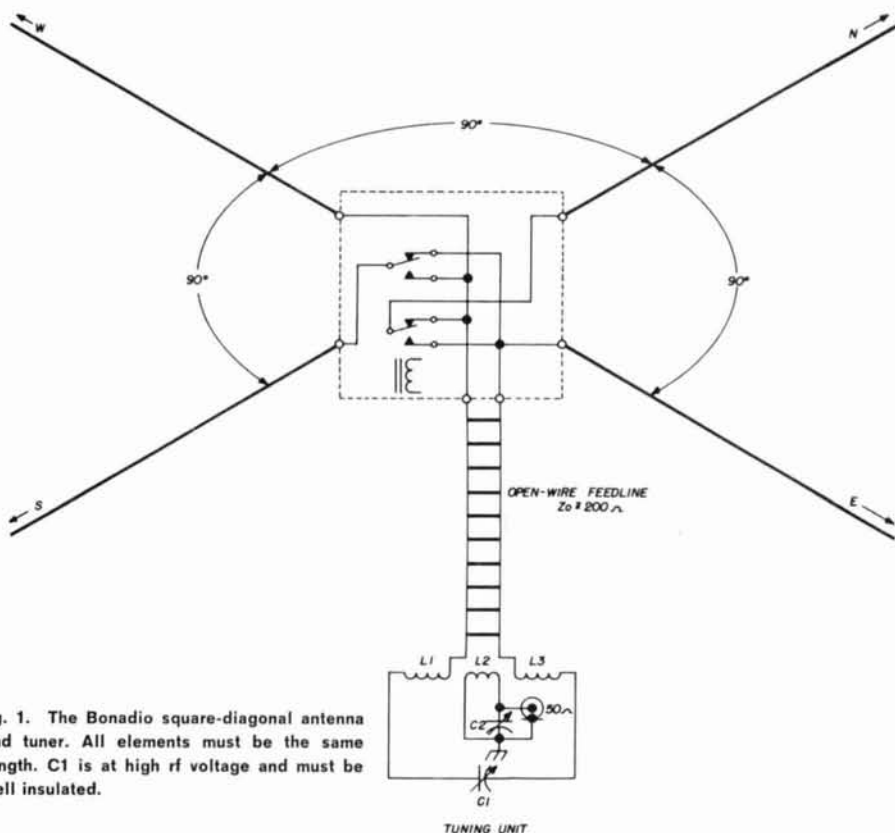 W
N
90°
90°
90°
S
E
OPEN-WIRE FEEDLINE
Zo ≅ 200 Ω
L1
L2
L3
C2
50Ω
C1
TUNING UNIT
g. 1. The Bonadio square-diagonal antenna
nd tuner. All elements must be the same
ngth. C1 is at high rf voltage and must be
ell insulated.